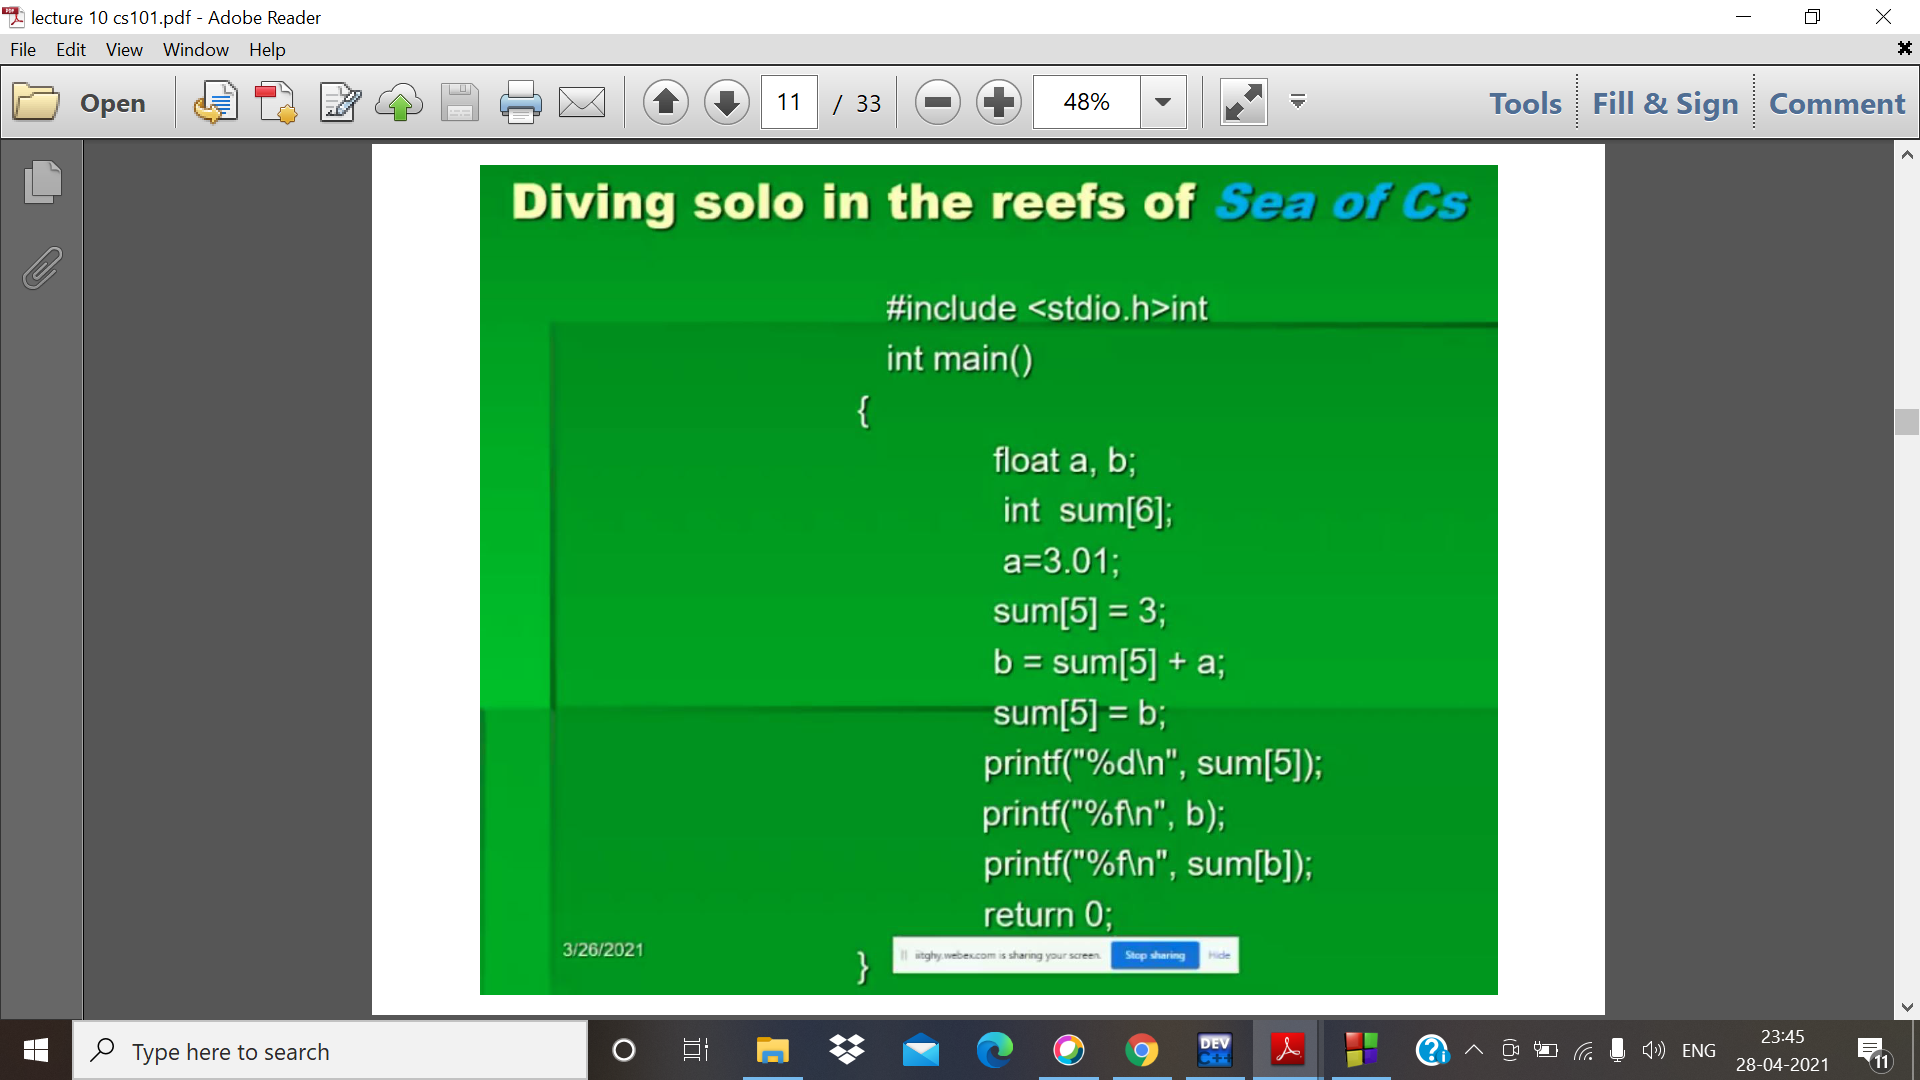 lecture 10 cs101.pdf - Adobe Reader
File Edit View Window Help
Open 11 / 33 48% Tools Fill & Sign Comment
Diving solo in the reefs of Sea of Cs
#include <stdio.h>int
int main()
{
float a, b;
int sum[6];
a=3.01;
sum[5] = 3;
b = sum[5] + a;
sum[5] = b;
printf("%d\n", sum[5]);
printf("%f\n", b);
printf("%f\n", sum[b]);
return 0;
}
3/26/2021
iitghy.webex.com is sharing your screen. Stop sharing Hide
Type here to search
DEV C++
ENG
23:45
28-04-2021
11